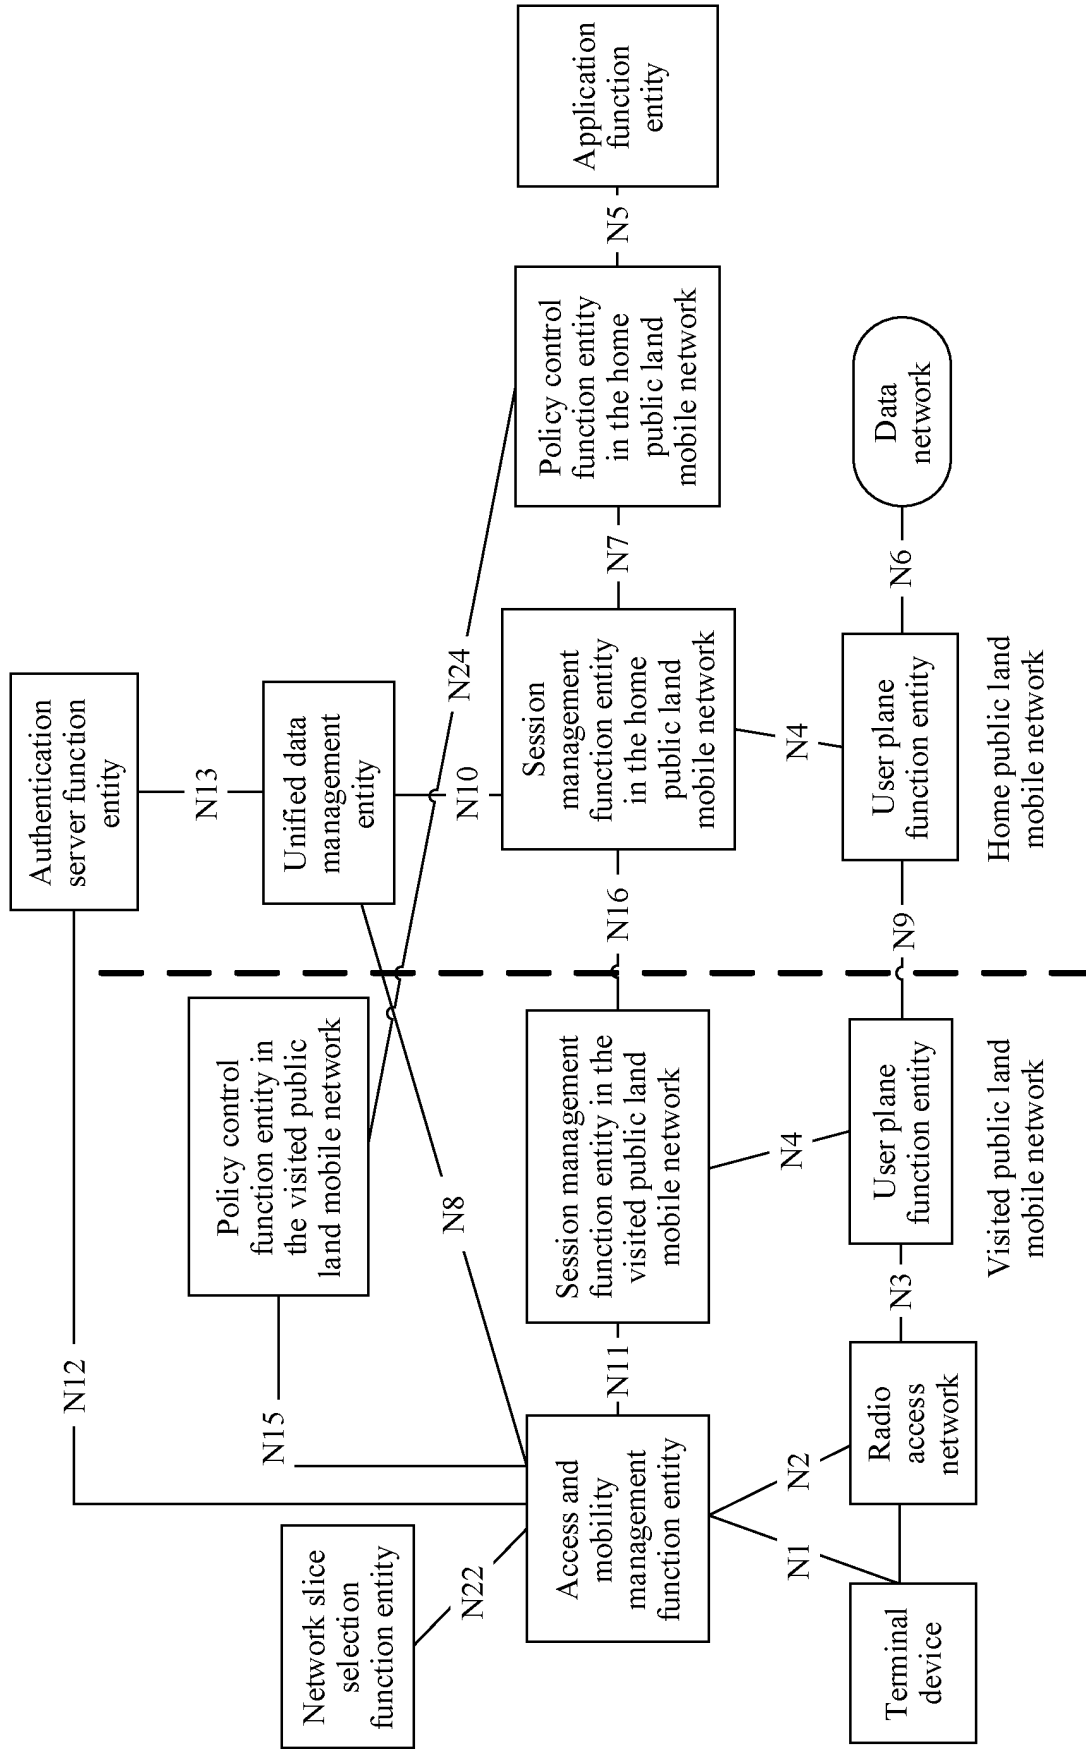 Authentication
server function
entity
N12
N13
Network slice
selection
function entity
Policy control
function entity in
the visited public
land mobile network
Unified data
management
entity
N15
N22
N8
N10
N24
Access and
mobility
management
function entity
N11
Session management
function entity in the
visited public land
mobile network
N16
Session
management
function entity
in the home
public land
mobile network
N7
Policy control
function entity
in the home
public land
mobile network
N5
Application
function
entity
N1
N2
N4
N4
Terminal
device
Radio
access
network
N3
User plane
function entity
N9
User plane
function entity
N6
Data
network
Visited public land
mobile network
Home public land
mobile network